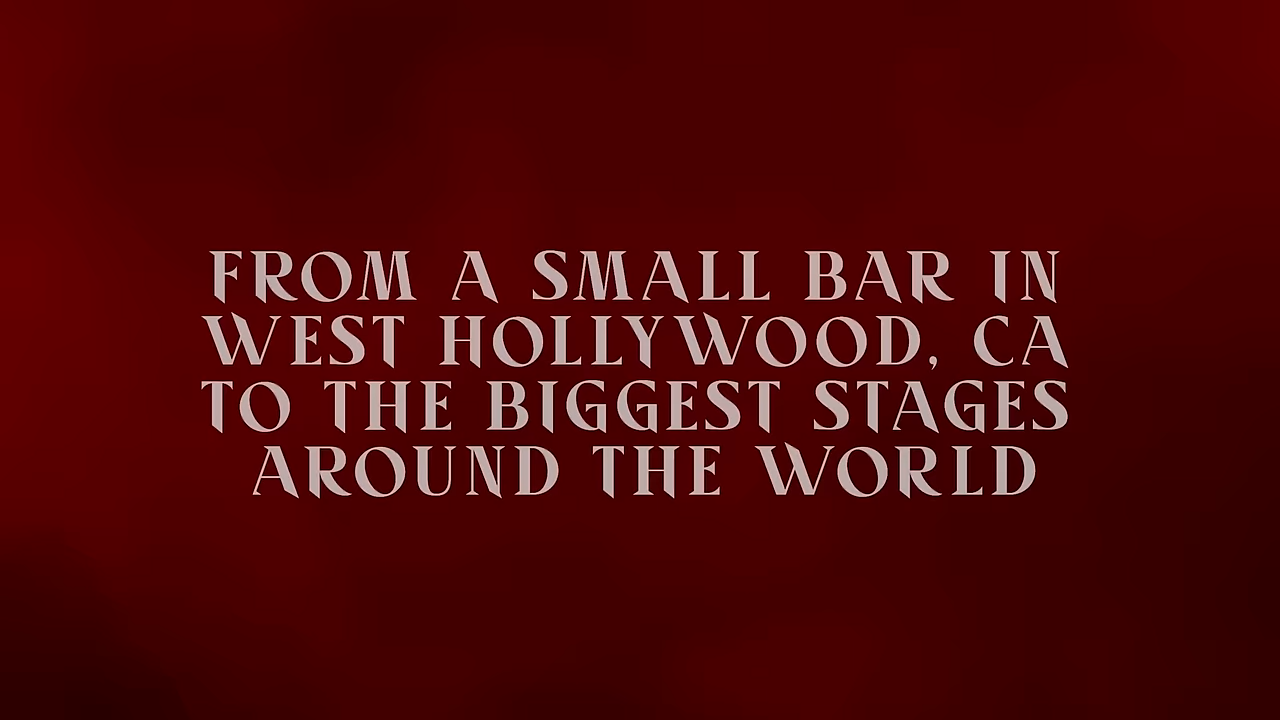 FROM A SMALL BAR IN
WEST HOLLYWOOD, CA
TO THE BIGGEST STAGES
AROUND THE WORLD